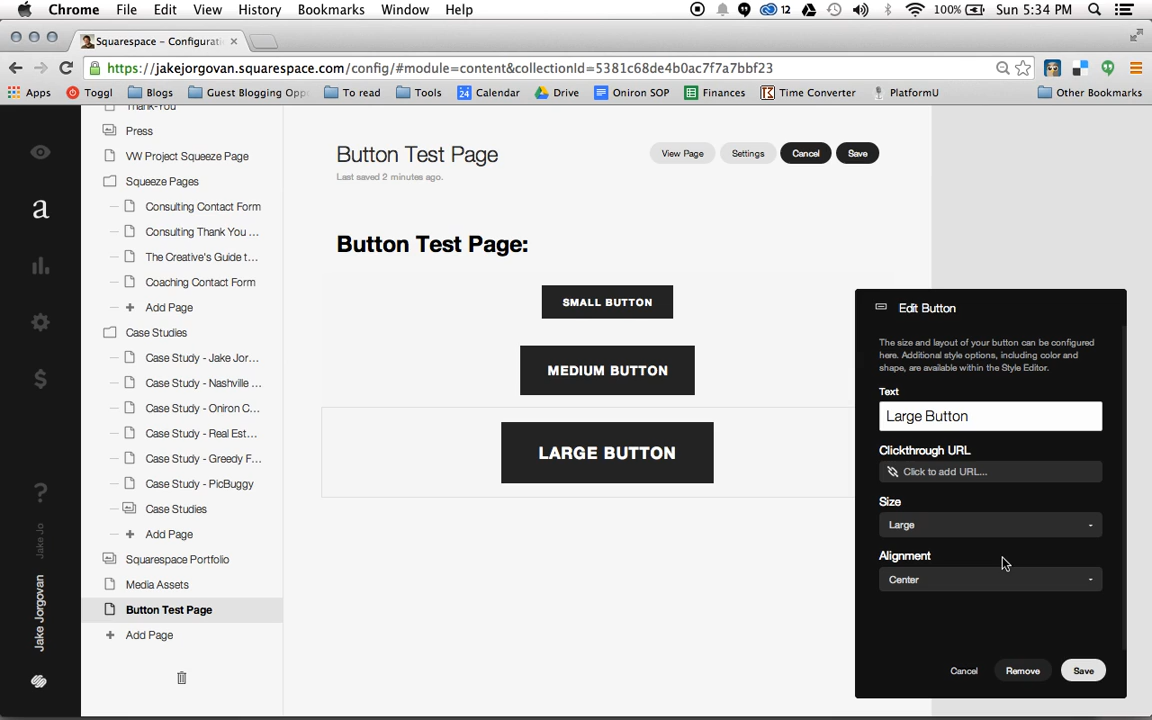 Chrome File Edit View History Bookmarks Window Help 12 100% Sun 5:34 PM
Squarespace - Configurati
https://jakejorgovan.squarespace.com/config/#module=content&collectionId=5381c68de4b0ac7f7a7bbf23
Apps Toggl Blogs Guest Blogging Opp To read Tools 24 Calendar Drive Oniron SOP Finances Time Converter PlatformU Other Bookmarks
Thank-You
Press
VW Project Squeeze Page
Squeeze Pages
Consulting Contact Form
Consulting Thank You ...
The Creative's Guide t...
Coaching Contact Form
+ Add Page
Case Studies
Case Study - Jake Jor...
Case Study - Nashville ...
Case Study - Oniron C...
Case Study - Real Est...
Case Study - Greedy F...
Case Study - PicBuggy
Case Studies
+ Add Page
Squarespace Portfolio
Media Assets
Button Test Page
+ Add Page
a
$
?
Jake Jo
Jake Jorgovan
Button Test Page
Last saved 2 minutes ago.
View Page Settings Cancel Save
Button Test Page:
SMALL BUTTON
MEDIUM BUTTON
LARGE BUTTON
Edit Button
The size and layout of your button can be configured
here. Additional style options, including color and
shape, are available within the Style Editor.
Text
Large Button
Clickthrough URL
Click to add URL...
Size
Large
Alignment
Center
Cancel Remove Save